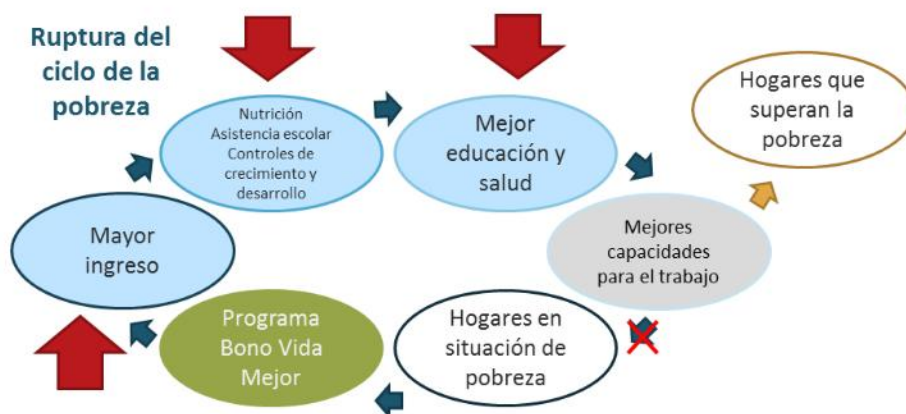 Ruptura del
ciclo de la
pobreza
Nutrición
Asistencia escolar
Controles de
crecimiento y
desarrollo
Mejor
educación y
salud
Hogares que
superan la
pobreza
Mayor
ingreso
Mejores
capacidades
para el trabajo
Programa
Bono Vida
Mejor
Hogares en
situación de
pobreza